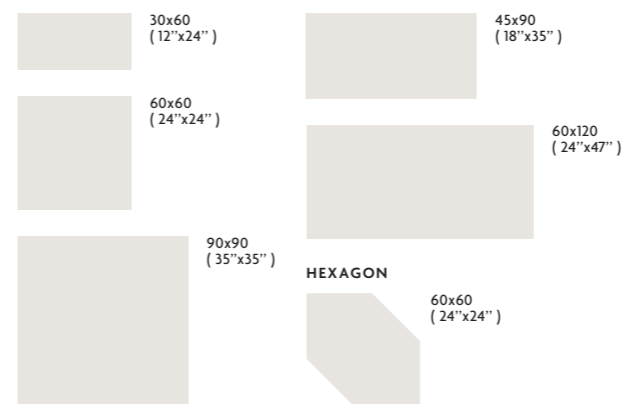 30x60
( 12”x24” )
60x60
( 24”x24” )
90x90
( 35”x35” )
45x90
( 18”x35” )
60x120
( 24”x47” )
HEXAGON
60x60
( 24”x24” )